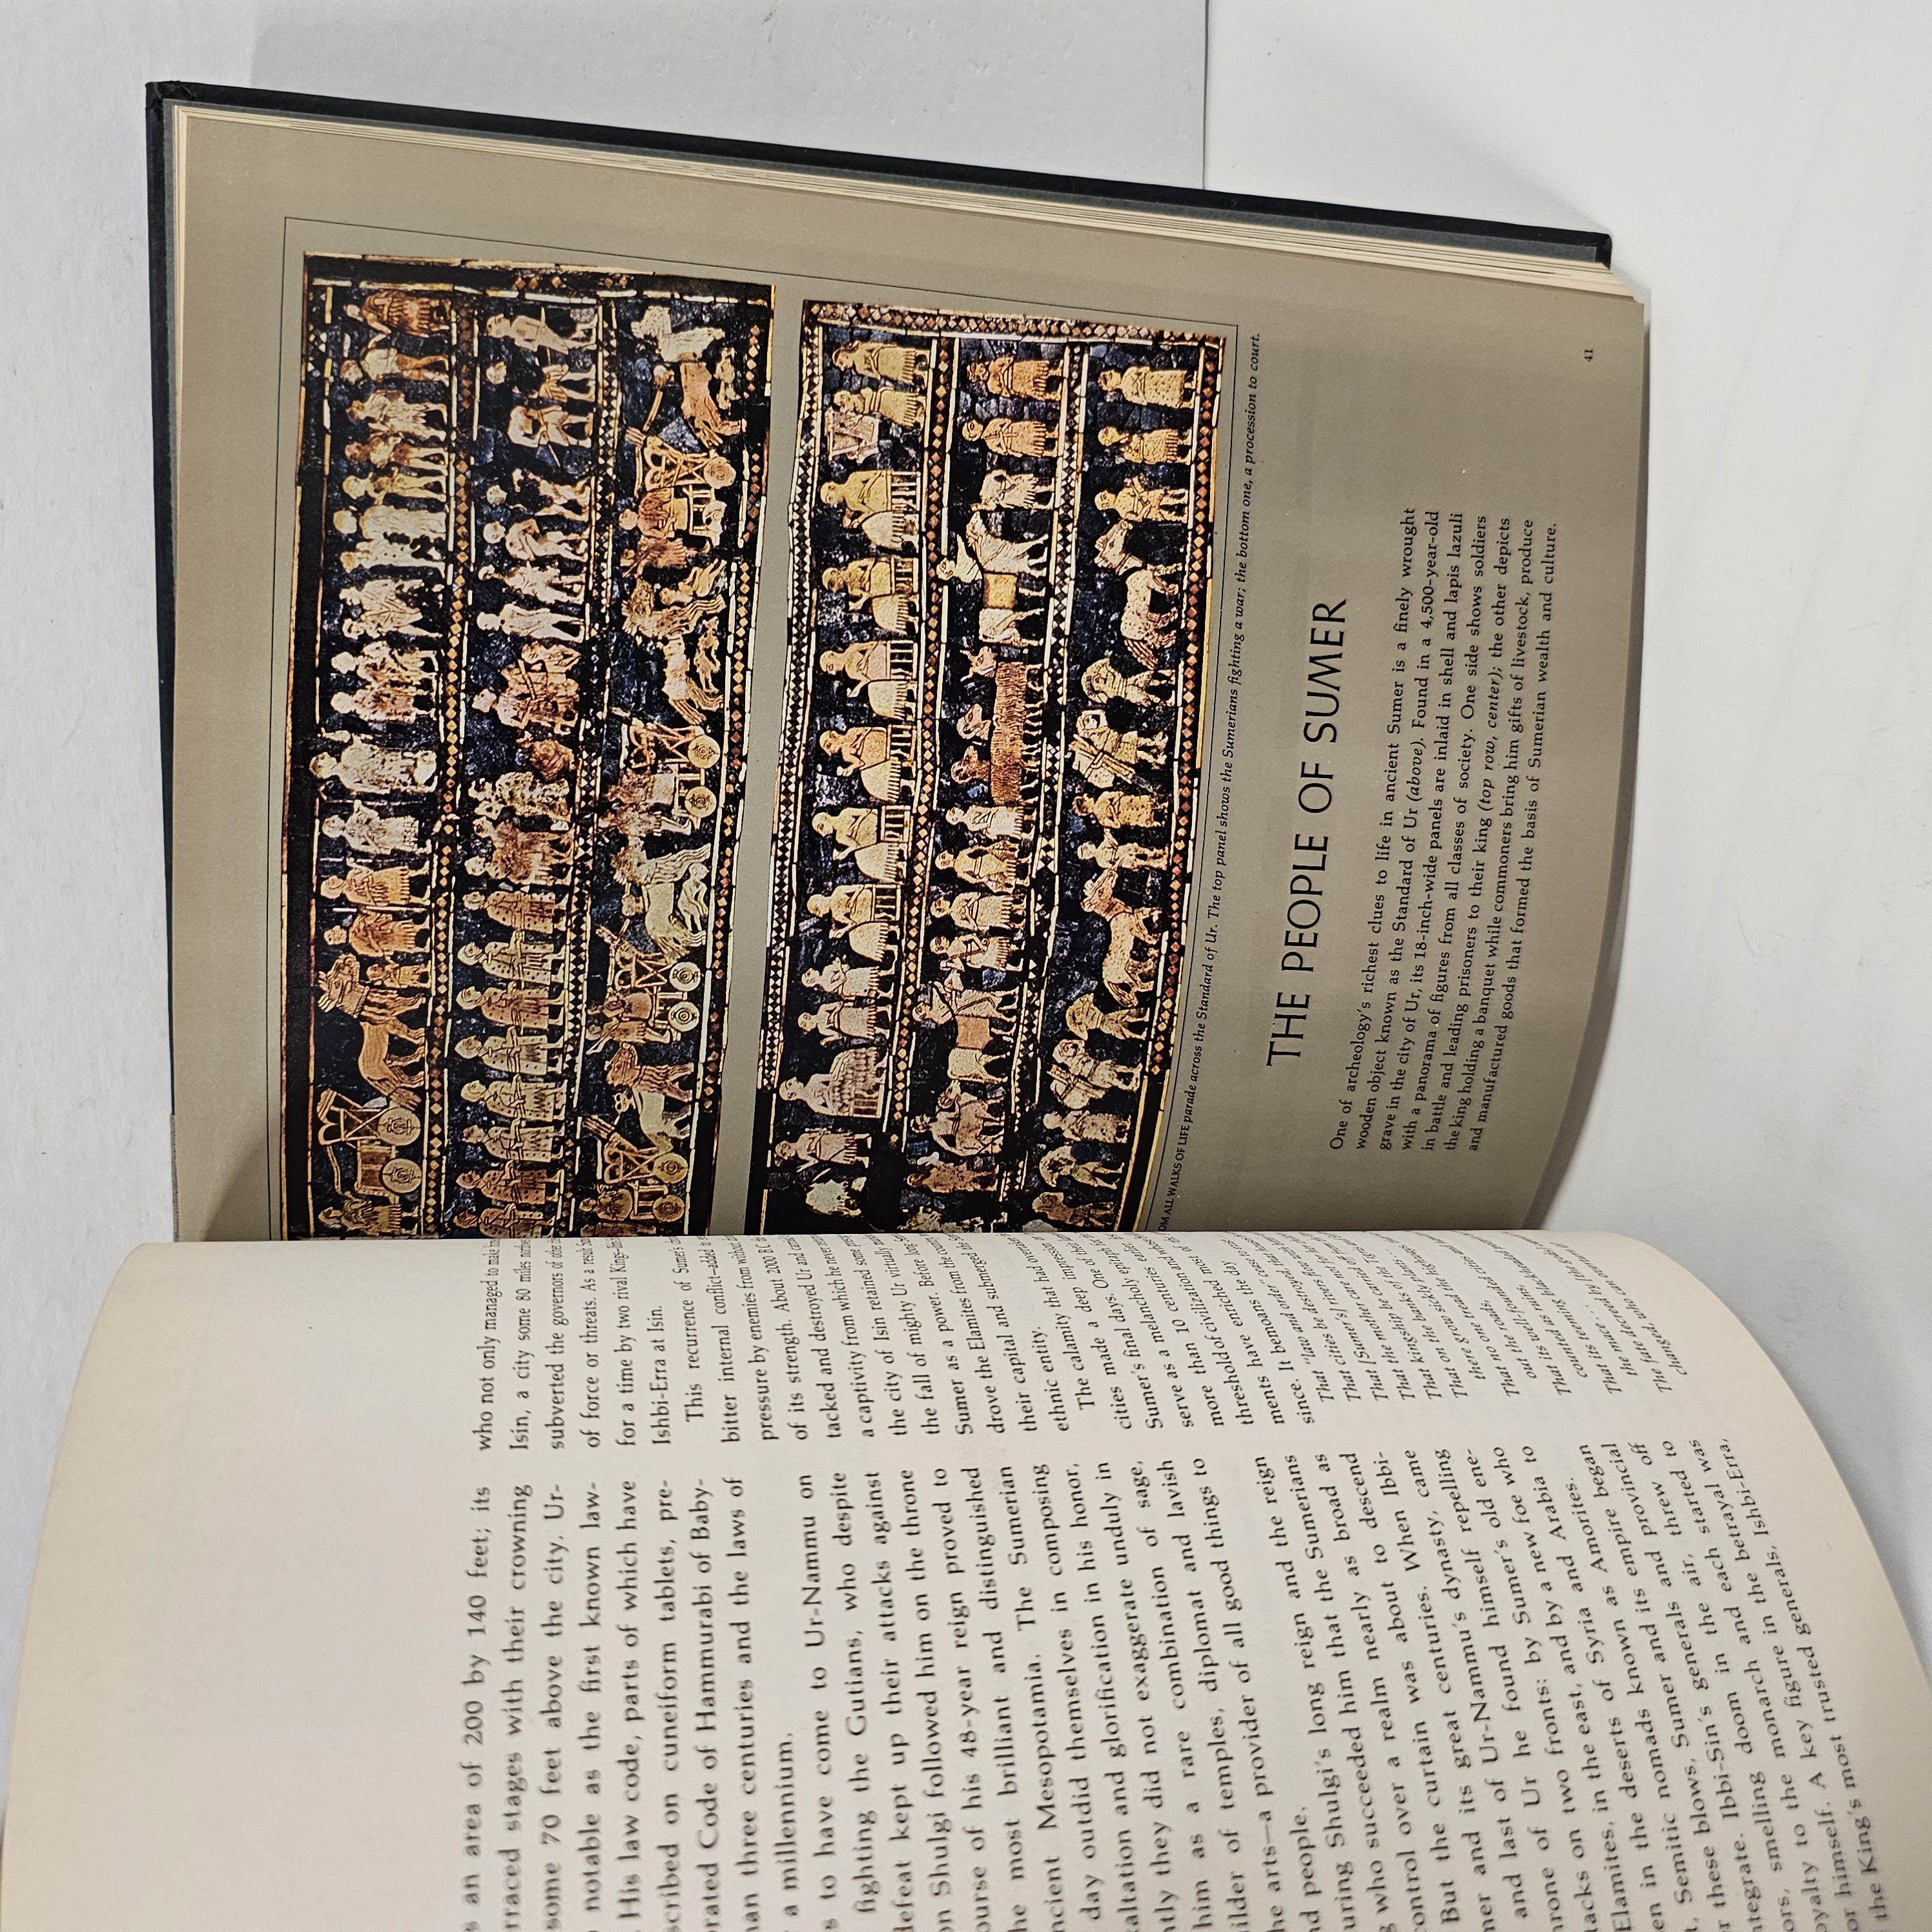 s an area of 200 by 140 feet; its
rraced stages with their crowning
some 70 feet above the city. Ur-
notable as the first known law-
. His law code, parts of which have
scribed on cuneiform tablets, pre-
orated Code of Hammurabi of Baby-
nan three centuries and the laws of
a millennium.
s to have come to Ur-Nammu on
fighting the Gutians, who despite
defeat kept up their attacks against
on Shulgi followed him on the throne
ourse of his 48-year reign proved to
he most brilliant and distinguished
ncient Mesopotamia. The Sumerian
day outdid themselves in composing
xaltation and glorification in his honor,
ntly they did not exaggerate unduly in
him as a rare combination of sage,
uilder of temples, diplomat and lavish
he arts—a provider of all good things to
nd people.
uring Shulgi's long reign and the reign
g who succeeded him that the Sumerians
control over a realm nearly as broad as
But the curtain was about to descend
mer and its great centuries. When Ibbi-
and last of Ur-Nammu's dynasty, came
hrone of Ur he found himself repelling
tacks on two fronts: by Sumer's old ene-
Elamites, in the east, and by a new foe who
en in the deserts of Syria and Arabia to
t, Semitic nomads known as Amorites.
r these blows, Sumer and its empire began
ntegrate. Ibbi-Sin's generals and provincial
ors, smelling doom in the air, threw off
oyalty to the monarch and each started to
or himself. A key figure in the betrayal was
f the King's most trusted generals, Ishbi-Erra,
who not only managed to make
Isin, a city some 80 miles
subverted the governors of other
of force or threats. As a result
for a time by two rival Kings—
Ishbi-Erra at Isin.
This recurrence of Sumer's
bitter internal conflict—added to
pressure by enemies from without
of its strength. About 2000 B.C.
tacked and destroyed Ur and carried
a captivity from which he never
the city of Isin retained some
the fall of mighty Ur virtually
Sumer as a power. Before long
drove the Elamites from the country
their capital and submerged the
ethnic entity.
The calamity that had overtaken
cities made a deep impression
Sumer's final days. One of their
serve as a melancholy epitaph for
more than 10 centuries earlier,
threshold of civilization and whose
ments have enriched most of the
since. It bemoans the day
That "law and order" cease to exist
That cities be destroyed, that
That [Sumer's] rivers flow with
That the mother care not for her
That kingship be carried off from
That on the banks of the Tigris and
there grow sickly plants . . .
That no one tread the highways,
out the roads,
That its well-founded cities and
counted as ruins,
That its teeming blackheaded
the mace . . .
The fate decreed by [the gods]
changed, who can overturn it!
OM ALL WALKS OF LIFE parade across the Standard of Ur. The top panel shows the Sumerians fighting a war; the bottom one, a procession to court.
THE PEOPLE OF SUMER
One of archeology's richest clues to life in ancient Sumer is a finely wrought
wooden object known as the Standard of Ur (above). Found in a 4,500-year-old
grave in the city of Ur, its 18-inch-wide panels are inlaid in shell and lapis lazuli
with a panorama of figures from all classes of society. One side shows soldiers
in battle and leading prisoners to their king (top row, center); the other depicts
the king holding a banquet while commoners bring him gifts of livestock, produce
and manufactured goods that formed the basis of Sumerian wealth and culture.
41